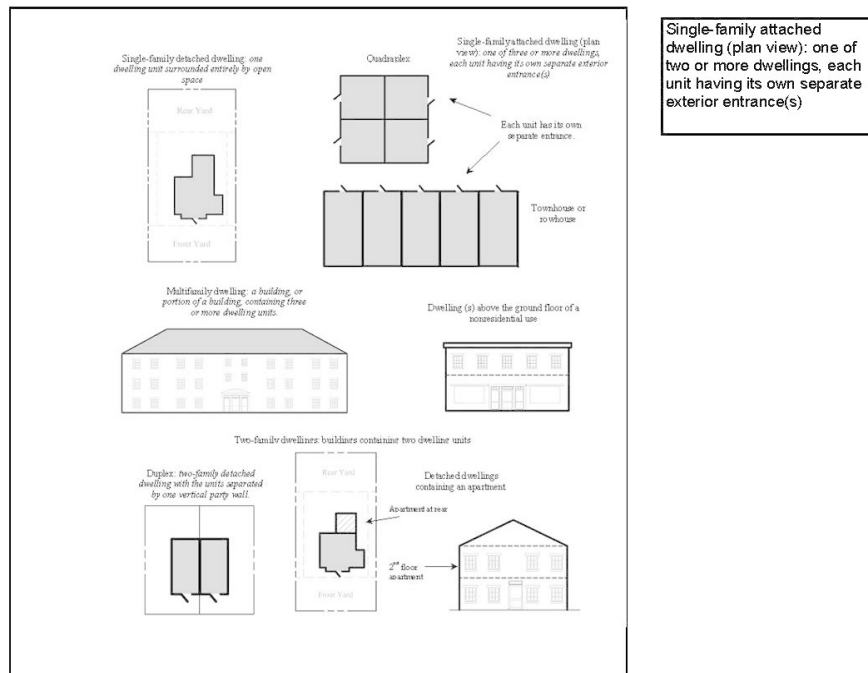 Single-family detached dwelling: one
dwelling unit surrounded entirely by open
space
Rear Yard
Front Yard
Quadraplex
Single-family attached dwelling (plan
view): one of three or more dwellings,
each unit having its own separate exterior
entrance(s)
Each unit has its own
separate entrance.
Townhouse or
rowhouse
Multifamily dwelling: a building, or
portion of a building, containing three
or more dwelling units.
Dwelling (s) above the ground floor of a
nonresidential use
Two-family dwellings: buildings containing two dwelling units
Duplex: two-family detached
dwelling with the units separated
by one vertical party wall.
Rear Yard
Front Yard
Detached dwellings
containing an apartment
Apartment at rear
2nd floor
apartment
Single-family attached
dwelling (plan view): one of
two or more dwellings, each
unit having its own separate
exterior entrance(s)